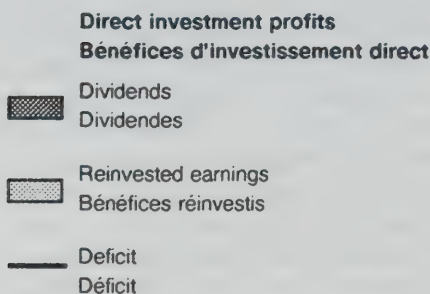 Direct investment profits
Bénéfices d'investissement direct
Dividends
Dividendes
Reinvested earnings
Bénéfices réinvestis
Deficit
Déficit